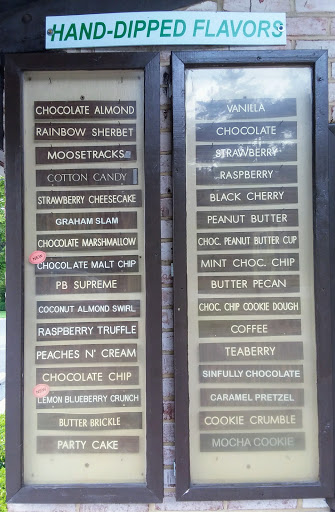 HAND-DIPPED FLAVORS
CHOCOLATE ALMOND
RAINBOW SHERBET
MOOSETRACKS
COTTON CANDY
STRAWBERRY CHEESECAKE
GRAHAM SLAM
CHOCOLATE MARSHMALLOW
NEW
CHOCOLATE MALT CHIP
PB SUPREME
COCONUT ALMOND SWIRL
RASPBERRY TRUFFLE
PEACHES N' CREAM
CHOCOLATE CHIP
NEW
LEMON BLUEBERRY CRUNCH
BUTTER BRICKLE
PARTY CAKE
VANILLA
CHOCOLATE
STRAWBERRY
RASPBERRY
BLACK CHERRY
PEANUT BUTTER
CHOC. PEANUT BUTTER CUP
MINT CHOC. CHIP
BUTTER PECAN
CHOC. CHIP COOKIE DOUGH
COFFEE
TEABERRY
SINFULLY CHOCOLATE
CARAMEL PRETZEL
COOKIE CRUMBLE
MOCHA COOKIE